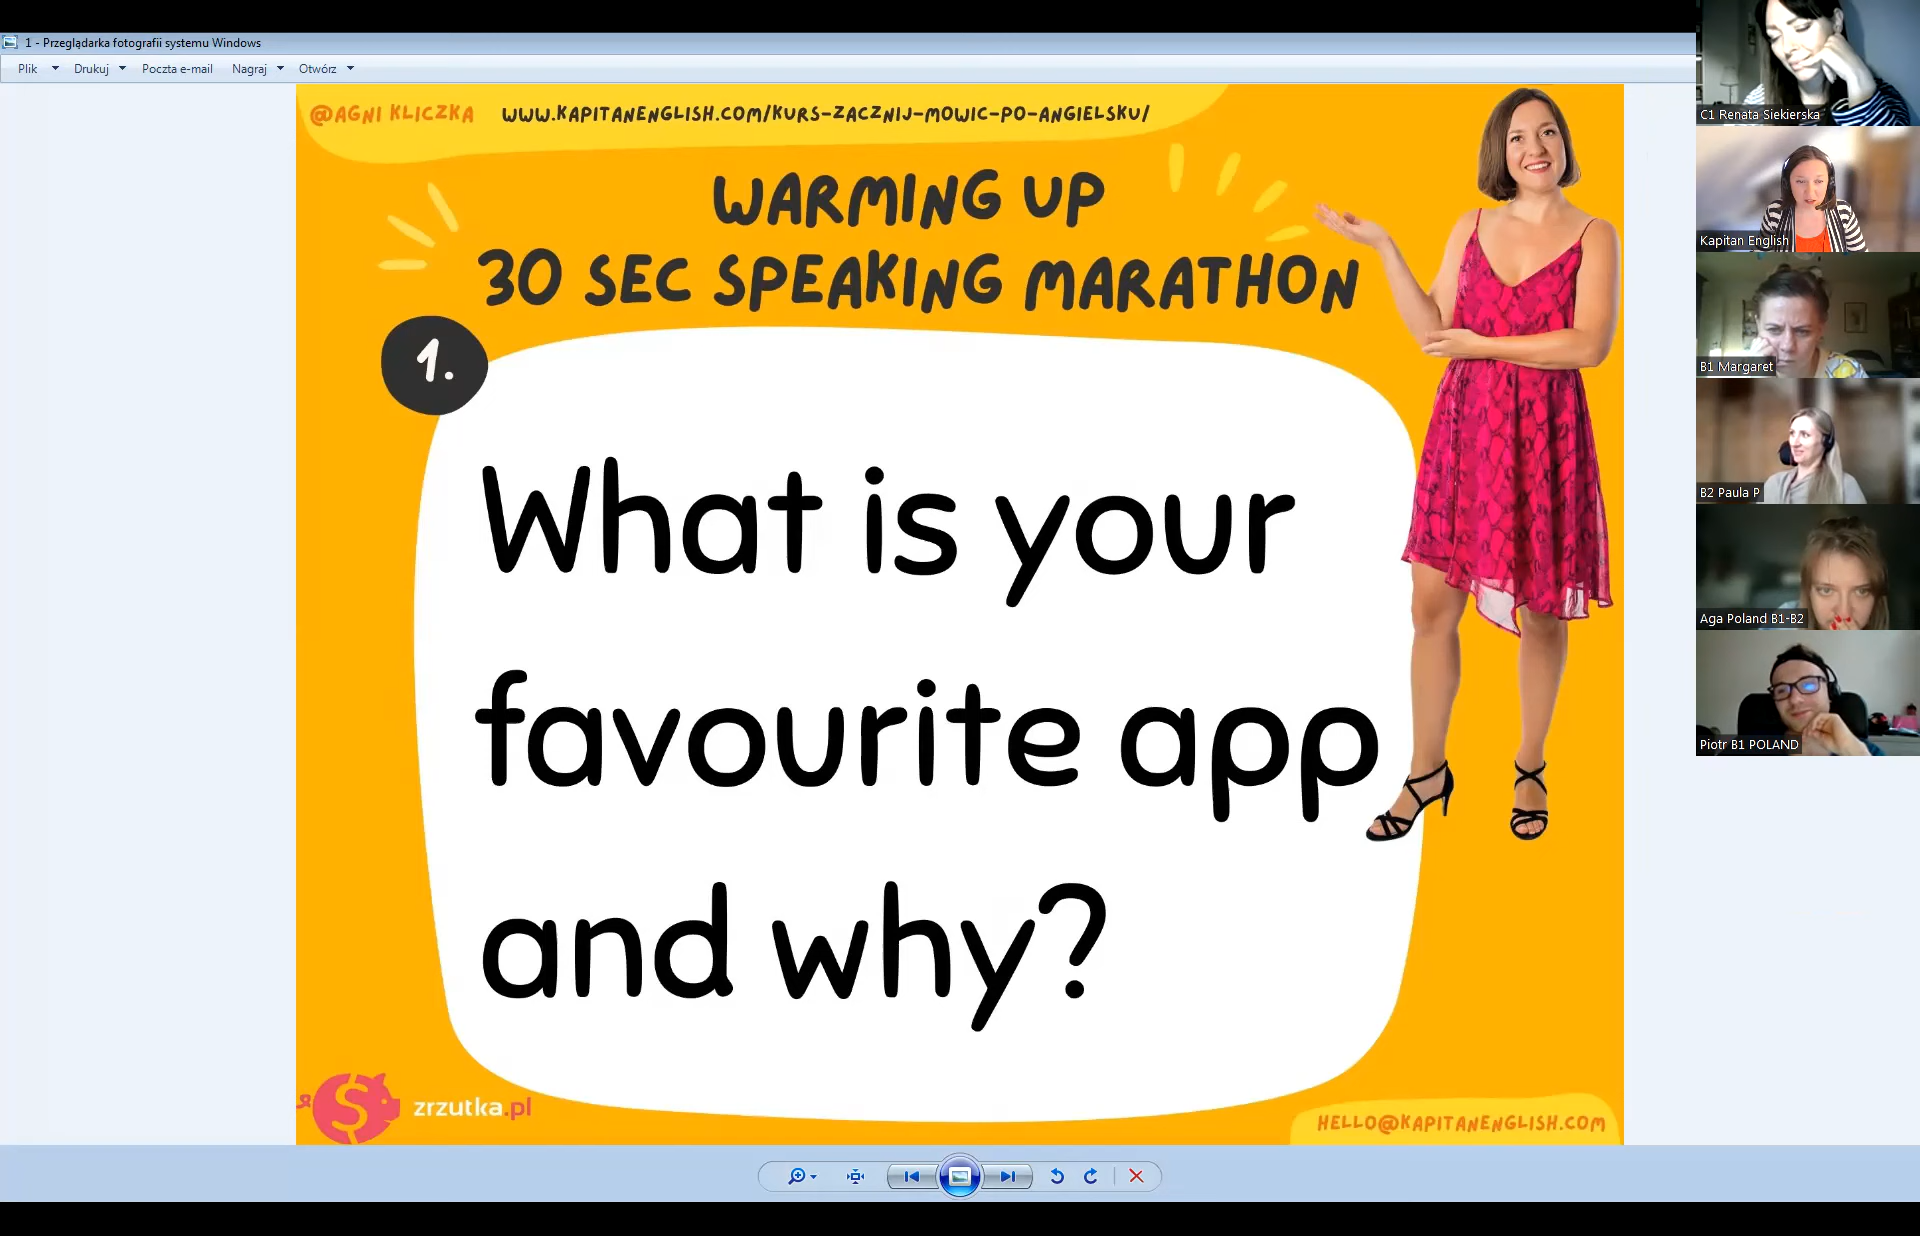 1 - Przeglądarka fotografii systemu Windows
Plik Drukuj Poczta e-mail Nagraj Otwórz
@AGNI KLICZKA WWW.KAPITANENGLISH.COM/KURS-ZACZNIJ-MOWIC-PO-ANGIELSKU/
WARMING UP
30 SEC SPEAKING MARATHON
1.
What is your
favourite app
and why?
zrzutka.pl
HELLO@KAPITANENGLISH.COM
C1 Renata Siekierska
Kapitan English
B1 Margaret
B2 Paula P
Aga Poland B1-B2
Piotr B1 POLAND